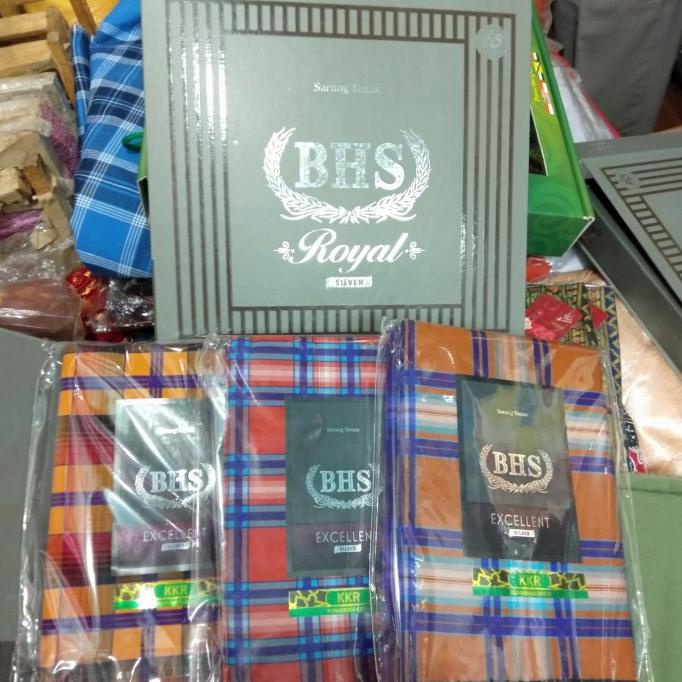 Sarung Tenun
BHS
Royal
SILVER
BHS
EXCELLENT
SILVER
KKR
Sarung Tenun
BHS
EXCELLENT
SILVER
KKR
Sarung Tenun
BHS
EXCELLENT
SILVER
KKR